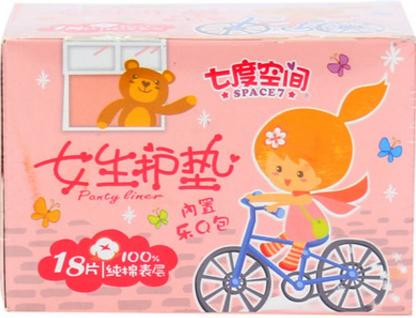 七度空间
SPACE7
女生护垫
Panty liner
内置
乐Q包
18片 100%
純棉表层